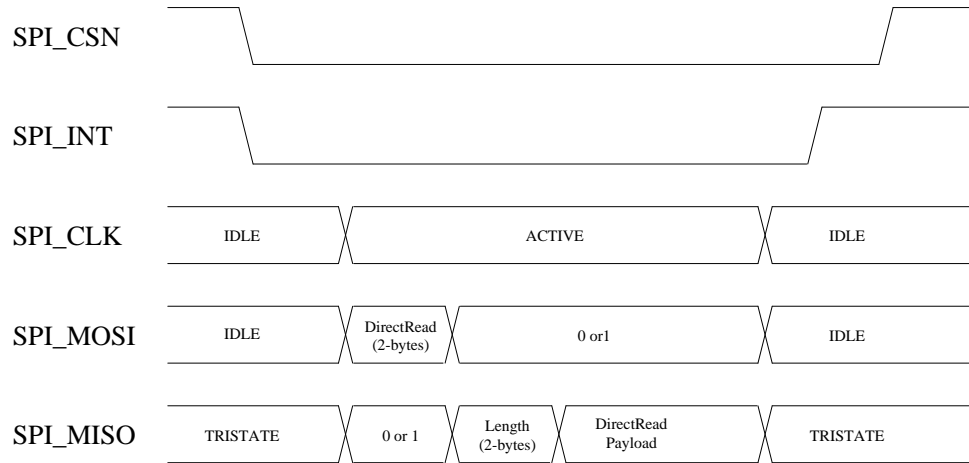 SPI_CSN
SPI_INT
SPI_CLK
IDLE
ACTIVE
IDLE
SPI_MOSI
IDLE
DirectRead
(2-bytes)
0 or1
IDLE
SPI_MISO
TRISTATE
0 or 1
Length
(2-bytes)
DirectRead
Payload
TRISTATE